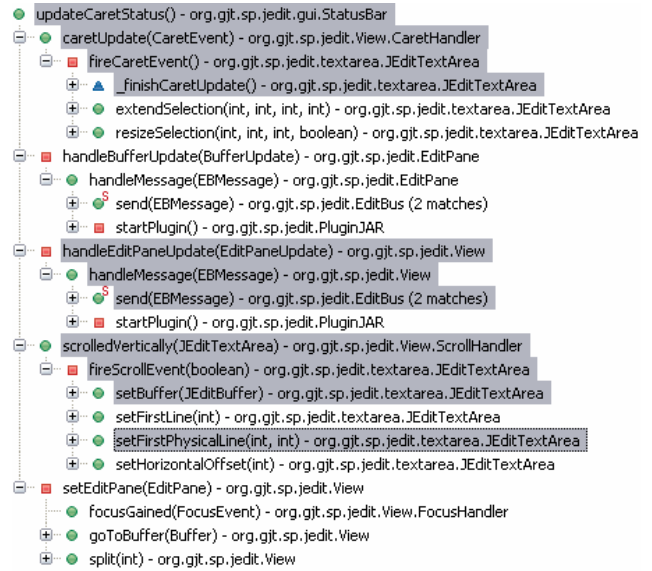 updateCaretStatus() - org.gjt.sp.jedit.gui.StatusBar
caretUpdate(CaretEvent) - org.gjt.sp.jedit.View.CaretHandler
fireCaretEvent() - org.gjt.sp.jedit.textarea.JEditTextArea
_finishCaretUpdate() - org.gjt.sp.jedit.textarea.JEditTextArea
extendSelection(int, int, int, int) - org.gjt.sp.jedit.textarea.JEditTextArea
resizeSelection(int, int, int, boolean) - org.gjt.sp.jedit.textarea.JEditTextArea
handleBufferUpdate(BufferUpdate) - org.gjt.sp.jedit.EditPane
handleMessage(EBMessage) - org.gjt.sp.jedit.EditPane
S send(EBMessage) - org.gjt.sp.jedit.EditBus (2 matches)
startPlugin() - org.gjt.sp.jedit.PluginJAR
handleEditPaneUpdate(EditPaneUpdate) - org.gjt.sp.jedit.View
handleMessage(EBMessage) - org.gjt.sp.jedit.View
S send(EBMessage) - org.gjt.sp.jedit.EditBus (2 matches)
startPlugin() - org.gjt.sp.jedit.PluginJAR
scrolledVertically(JEditTextArea) - org.gjt.sp.jedit.View.ScrollHandler
fireScrollEvent(boolean) - org.gjt.sp.jedit.textarea.JEditTextArea
setBuffer(JEditBuffer) - org.gjt.sp.jedit.textarea.JEditTextArea
setFirstLine(int) - org.gjt.sp.jedit.textarea.JEditTextArea
setFirstPhysicalLine(int, int) - org.gjt.sp.jedit.textarea.JEditTextArea
setHorizontalOffset(int) - org.gjt.sp.jedit.textarea.JEditTextArea
setEditPane(EditPane) - org.gjt.sp.jedit.View
focusGained(FocusEvent) - org.gjt.sp.jedit.View.FocusHandler
goToBuffer(Buffer) - org.gjt.sp.jedit.View
split(int) - org.gjt.sp.jedit.View